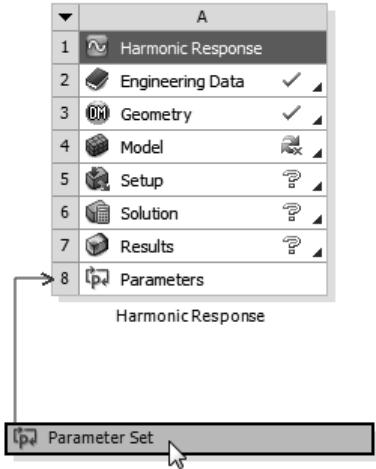 A
1 Harmonic Response
2 Engineering Data
3 DM Geometry
4 Model
5 Setup ?
6 Solution ?
7 Results ?
8 p Parameters
Harmonic Response
p Parameter Set